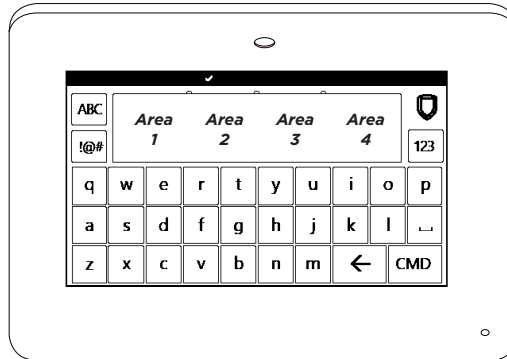 ABC
Area 1 Area 2 Area 3 Area 4
!@#
123
q w e r t y u i o p
a s d f g h j k l
z x c v b n m ← CMD